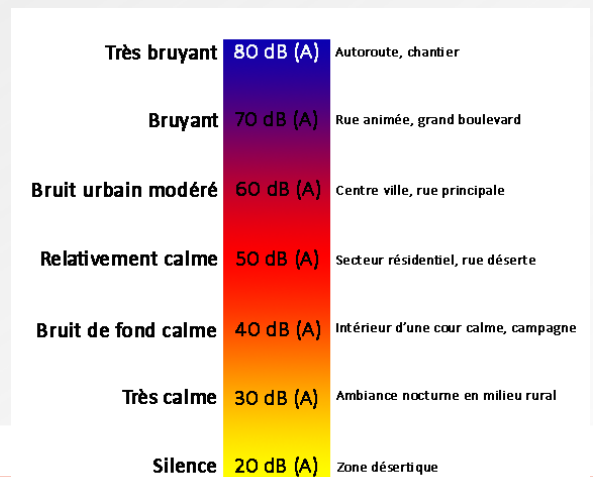 Très bruyant 80 dB (A) Autoroute, chantier
Bruyant 70 dB (A) Rue animée, grand boulevard
Bruit urbain modéré 60 dB (A) Centre ville, rue principale
Relativement calme 50 dB (A) Secteur résidentiel, rue déserte
Bruit de fond calme 40 dB (A) Intérieur d'une cour calme, campagne
Très calme 30 dB (A) Ambiance nocturne en milieu rural
Silence 20 dB (A) Zone désertique